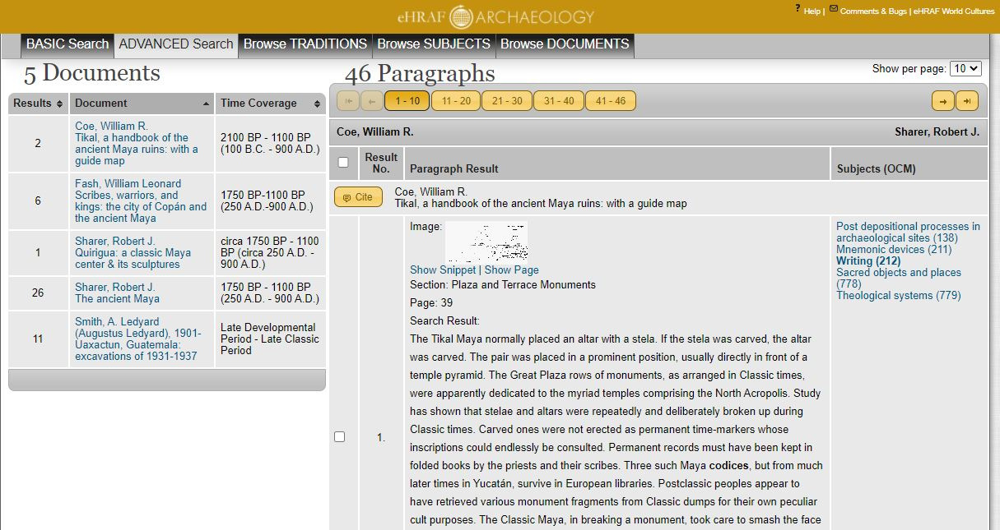 eHRAF ARCHAEOLOGY
? Help | Comments & Bugs | eHRAF World Cultures
BASIC Search ADVANCED Search Browse TRADITIONS Browse SUBJECTS Browse DOCUMENTS
5 Documents
Results Document Time Coverage
2
Coe, William R.
Tikal, a handbook of the
ancient Maya ruins: with a
guide map
2100 BP - 1100 BP
(100 B.C. - 900 A.D.)
6
Fash, William Leonard
Scribes, warriors, and
kings: the city of Copán and
the ancient Maya
1750 BP-1100 BP
(250 A.D.-900 A.D.)
1
Sharer, Robert J.
Quirigua: a classic Maya
center & its sculptures
circa 1750 BP - 1100
BP (circa 250 A.D. -
900 A.D.)
26
Sharer, Robert J.
The ancient Maya
1750 BP - 1100 BP
(250 A.D. - 900 A.D.)
11
Smith, A. Ledyard
(Augustus Ledyard), 1901-
Uaxactun, Guatemala:
excavations of 1931-1937
Late Developmental
Period - Late Classic
Period
46 Paragraphs
Show per page: 10
1 - 10 11 - 20 21 - 30 31 - 40 41 - 46
Coe, William R. Sharer, Robert J.
Result
No.
Paragraph Result
Subjects (OCM)
Cite
Coe, William R.
Tikal, a handbook of the ancient Maya ruins: with a guide map
1.
Image:
Show Snippet | Show Page
Section: Plaza and Terrace Monuments
Page: 39
Search Result:
The Tikal Maya normally placed an altar with a stela. If the stela was carved, the altar
was carved. The pair was placed in a prominent position, usually directly in front of a
temple pyramid. The Great Plaza rows of monuments, as arranged in Classic times,
were apparently dedicated to the myriad temples comprising the North Acropolis. Study
has shown that stelae and altars were repeatedly and deliberately broken up during
Classic times. Carved ones were not erected as permanent time-markers whose
inscriptions could endlessly be consulted. Permanent records must have been kept in
folded books by the priests and their scribes. Three such Maya codices, but from much
later times in Yucatán, survive in European libraries. Postclassic peoples appear to
have retrieved various monument fragments from Classic dumps for their own peculiar
cult purposes. The Classic Maya, in breaking a monument, took care to smash the face
Post depositional processes in
archaeological sites (138)
Mnemonic devices (211)
Writing (212)
Sacred objects and places
(778)
Theological systems (779)